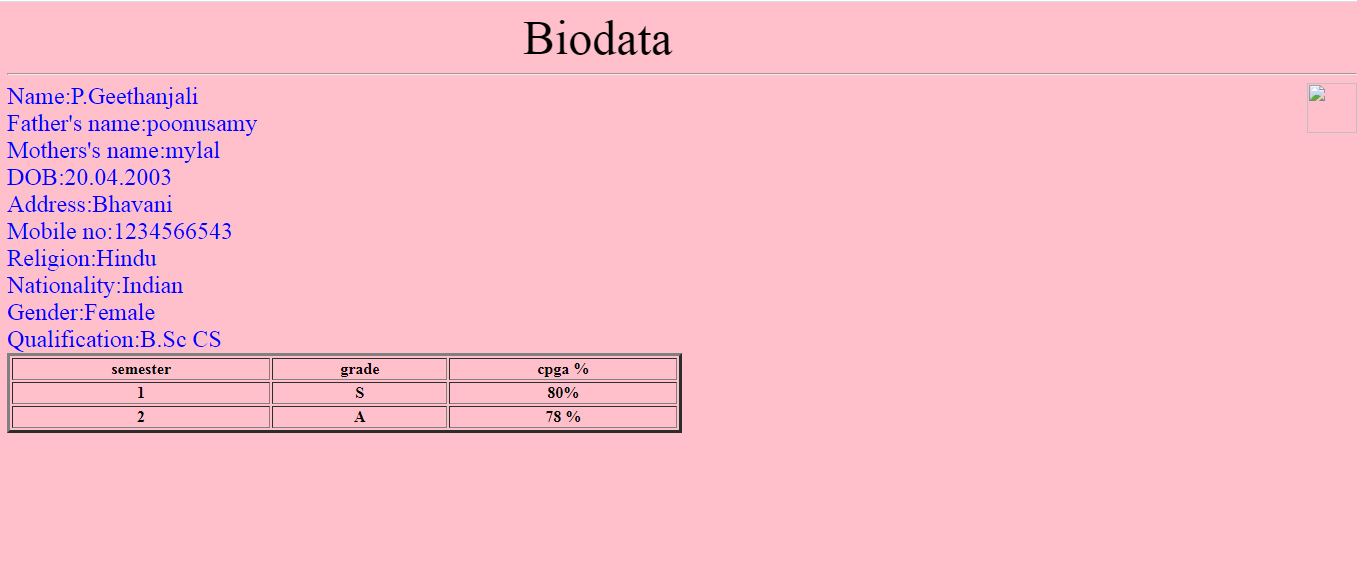 Biodata
Name:P.Geethanjali
Father's name:poonusamy
Mothers's name:mylal
DOB:20.04.2003
Address:Bhavani
Mobile no:1234566543
Religion:Hindu
Nationality:Indian
Gender:Female
Qualification:B.Sc CS
semester grade cpga %
1 S 80%
2 A 78 %